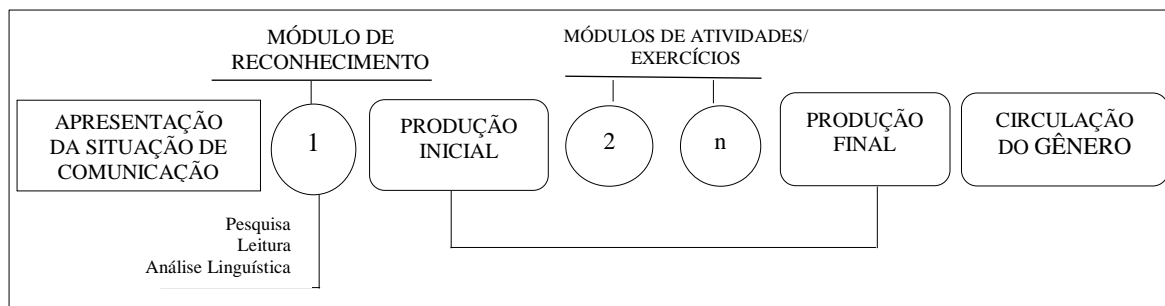 MÓDULO DE
RECONHECIMENTO
MÓDULOS DE ATIVIDADES/
EXERCÍCIOS
APRESENTAÇÃO
DA SITUAÇÃO DE
COMUNICAÇÃO
1
PRODUÇÃO
INICIAL
2
n
PRODUÇÃO
FINAL
CIRCULAÇÃO
DO GÊNERO
Pesquisa
Leitura
Análise Linguística